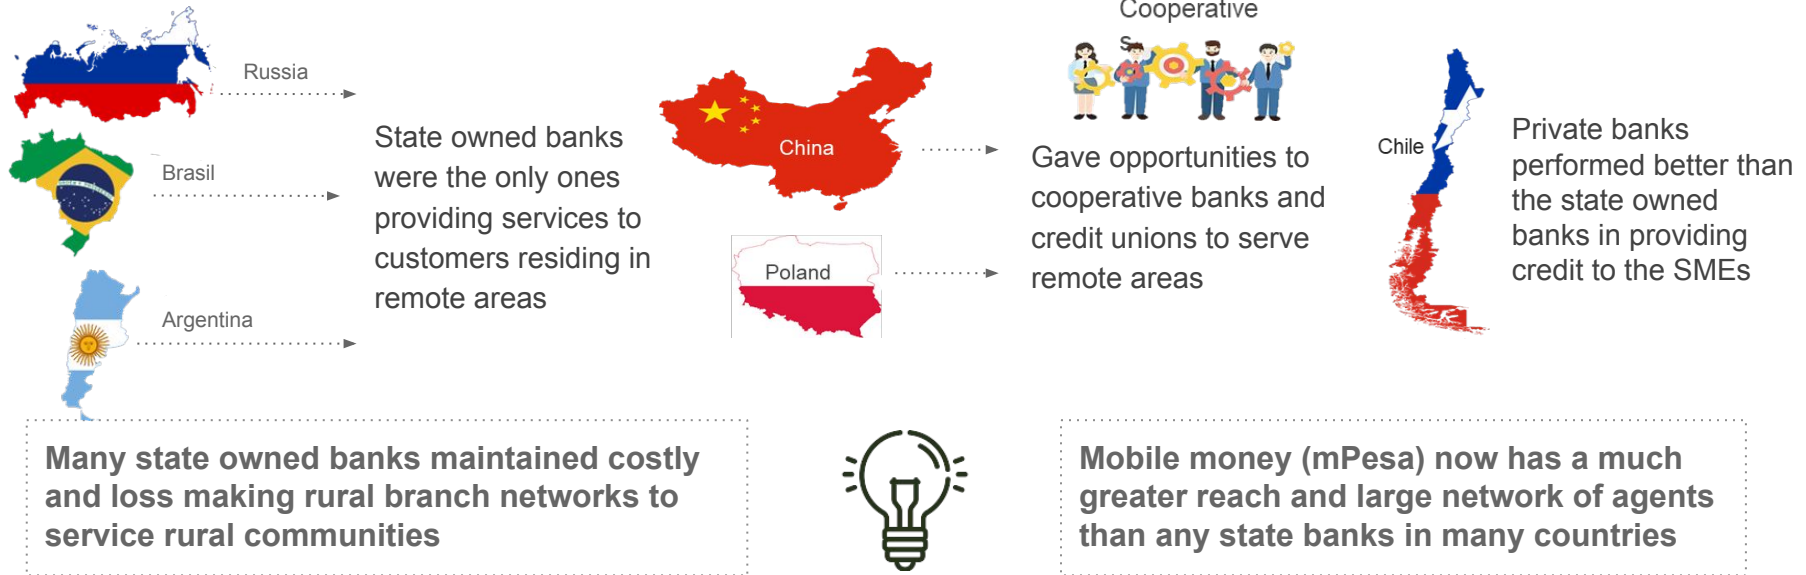 Russia
Brasil
Argentina
State owned banks
were the only ones
providing services to
customers residing in
remote areas
China
Poland
Cooperative
s
Gave opportunities to
cooperative banks and
credit unions to serve
remote areas
Chile
Private banks
performed better than
the state owned
banks in providing
credit to the SMEs
Many state owned banks maintained costly
and loss making rural branch networks to
service rural communities
Mobile money (mPesa) now has a much
greater reach and large network of agents
than any state banks in many countries